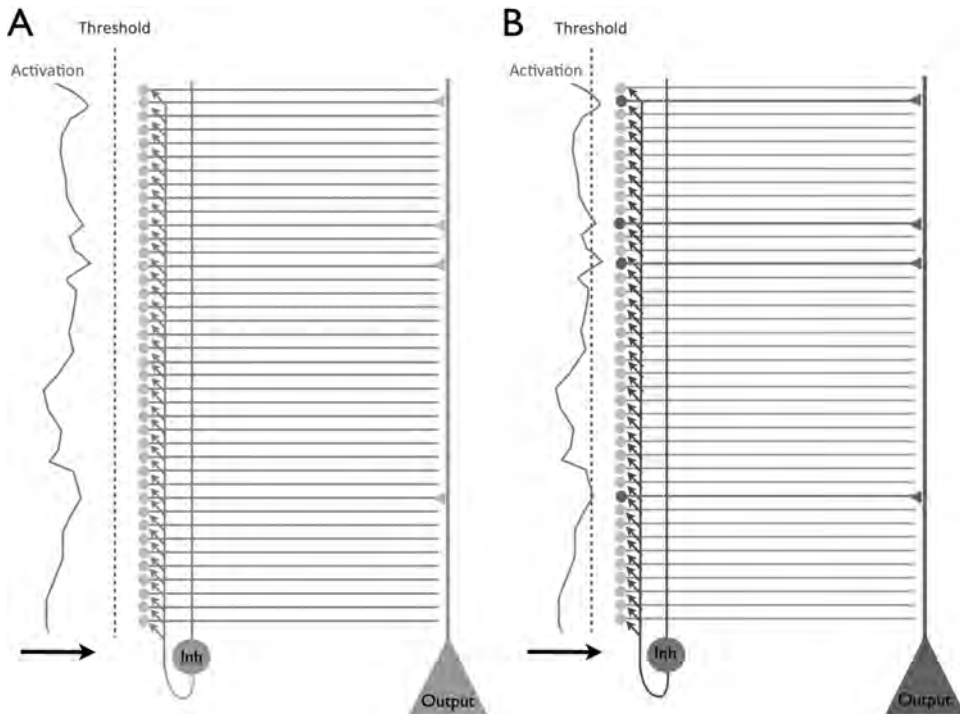 A
Threshold
Activation
Inh
Output
B
Threshold
Activation
Inh
Output